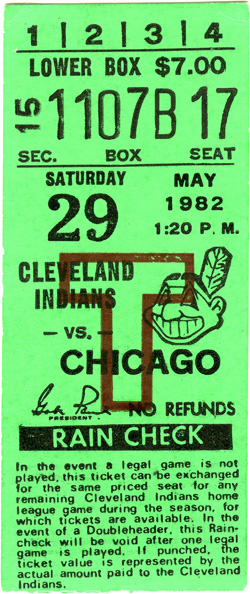 1 | 2 | 3 | 4
LOWER BOX $7.00
15 1107B 17
SEC. BOX SEAT
SATURDAY MAY
29 1982
1:20 P. M.
CLEVELAND
INDIANS
— VS. —
CHICAGO
T
PRESIDENT NO REFUNDS
RAIN CHECK
In the event a legal game is not
played, this ticket can be exchanged
for the same priced seat for any
remaining Cleveland Indians home
league game during the season, for
which tickets are available. In the
event of a Doubleheader, this Rain-
check will be void after one legal
game is played. If punched, the
ticket value is represented by the
actual amount paid to the Cleveland
Indians.